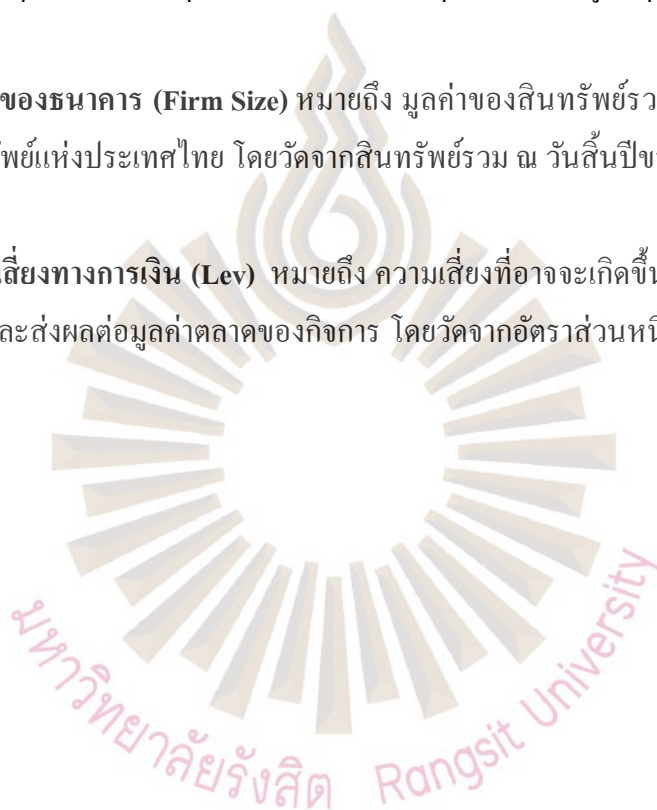 ของธนาคาร (Firm Size) หมายถึง มูลค่าของสินทรัพย์รว
พย์แห่งประเทศไทย โดยวัดจากสินทรัพย์รวม ณ วันสิ้นปีข
สี่ยงทางการเงิน (Lev) หมายถึง ความเสี่ยงที่อาจจะเกิดขึ้น
ละส่งผลต่อมูลค่าตลาดของกิจการ โดยวัดจากอัตราส่วนหนี
มหาวิทยาลัยรังสิต Rangsit University